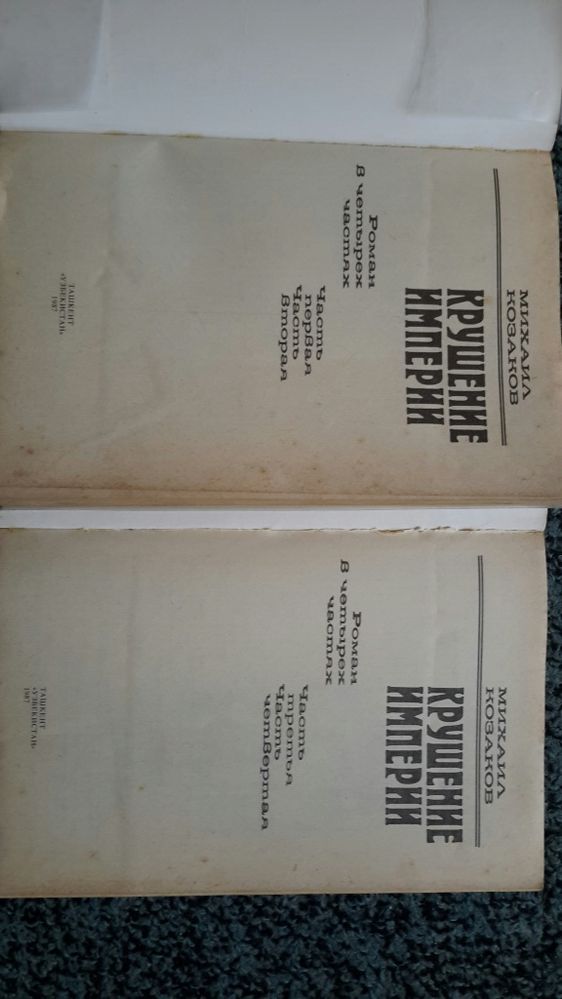 МИХАИЛ
КОЗАКОВ
КРУШЕНИЕ
ИМПЕРИИ
Роман
в четырех
частях
Часть
первая
Часть
вторая
ТАШКЕНТ
«УЗБЕКИСТАН»
1987
МИХАИЛ
КОЗАКОВ
КРУШЕНИЕ
ИМПЕРИИ
Роман
в четырех
частях
Часть
третья
Часть
четвертая
ТАШКЕНТ
«УЗБЕКИСТАН»
1987